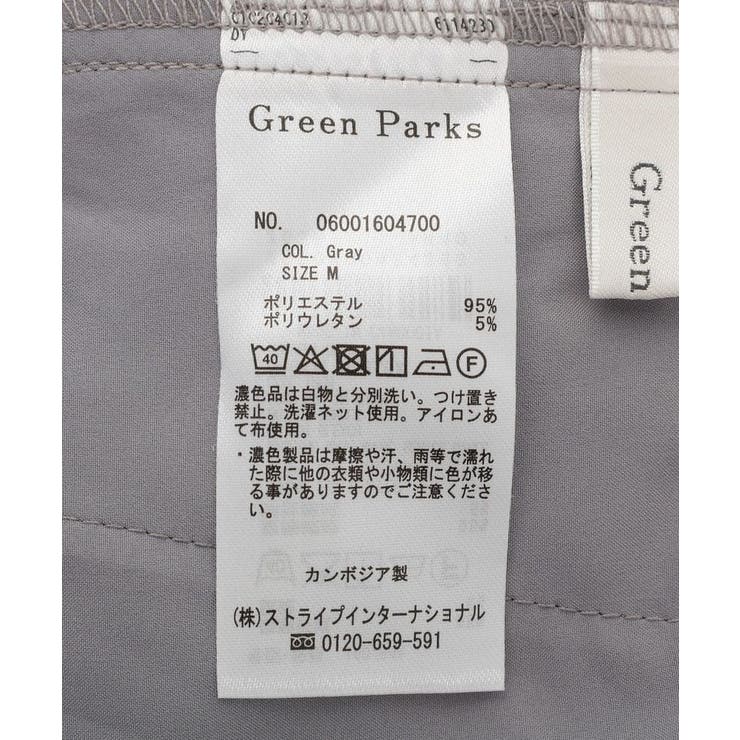 DY
Green Parks
NO. 06001604700
COL. Gray
SIZE M
ポリエステル 95%
ポリウレタン 5%
40
F
濃色品は白物と分別洗い。つけ置き
禁止。洗濯ネット使用。アイロンあ
て布使用。
・濃色製品は摩擦や汗、雨等で濡れ
た際に他の衣類や小物類に色が移
る事がありますのでご注意くださ
い。
カンボジア製
(株)ストライプインターナショナル
0120-659-591
Green